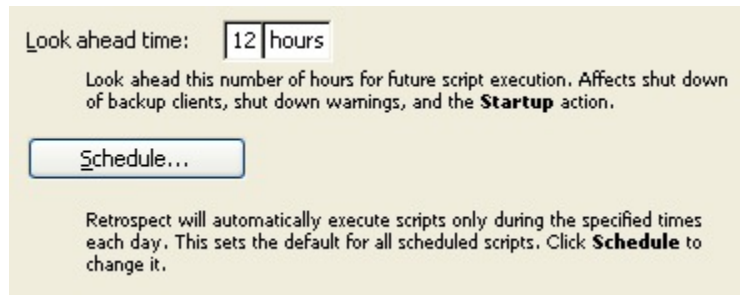 Look ahead time: 12 hours
Look ahead this number of hours for future script execution. Affects shut down
of backup clients, shut down warnings, and the Startup action.
Schedule...
Retrospect will automatically execute scripts only during the specified times
each day. This sets the default for all scheduled scripts. Click Schedule to
change it.